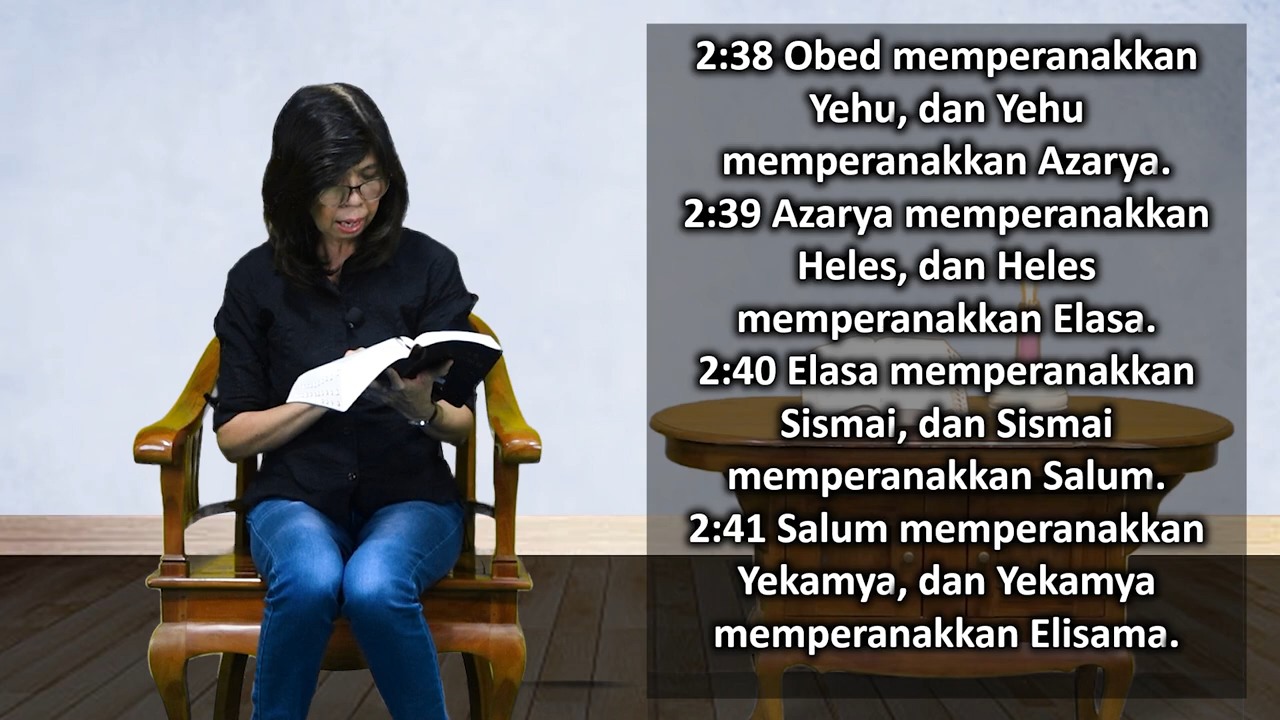 2:38 Obed memperanakkan
Yehu, dan Yehu
memperanakkan Azarya.
2:39 Azarya memperanakkan
Heles, dan Heles
memperanakkan Elasa.
2:40 Elasa memperanakkan
Sismai, dan Sismai
memperanakkan Salum.
2:41 Salum memperanakkan
Yekamya, dan Yekamya
memperanakkan Elisama.